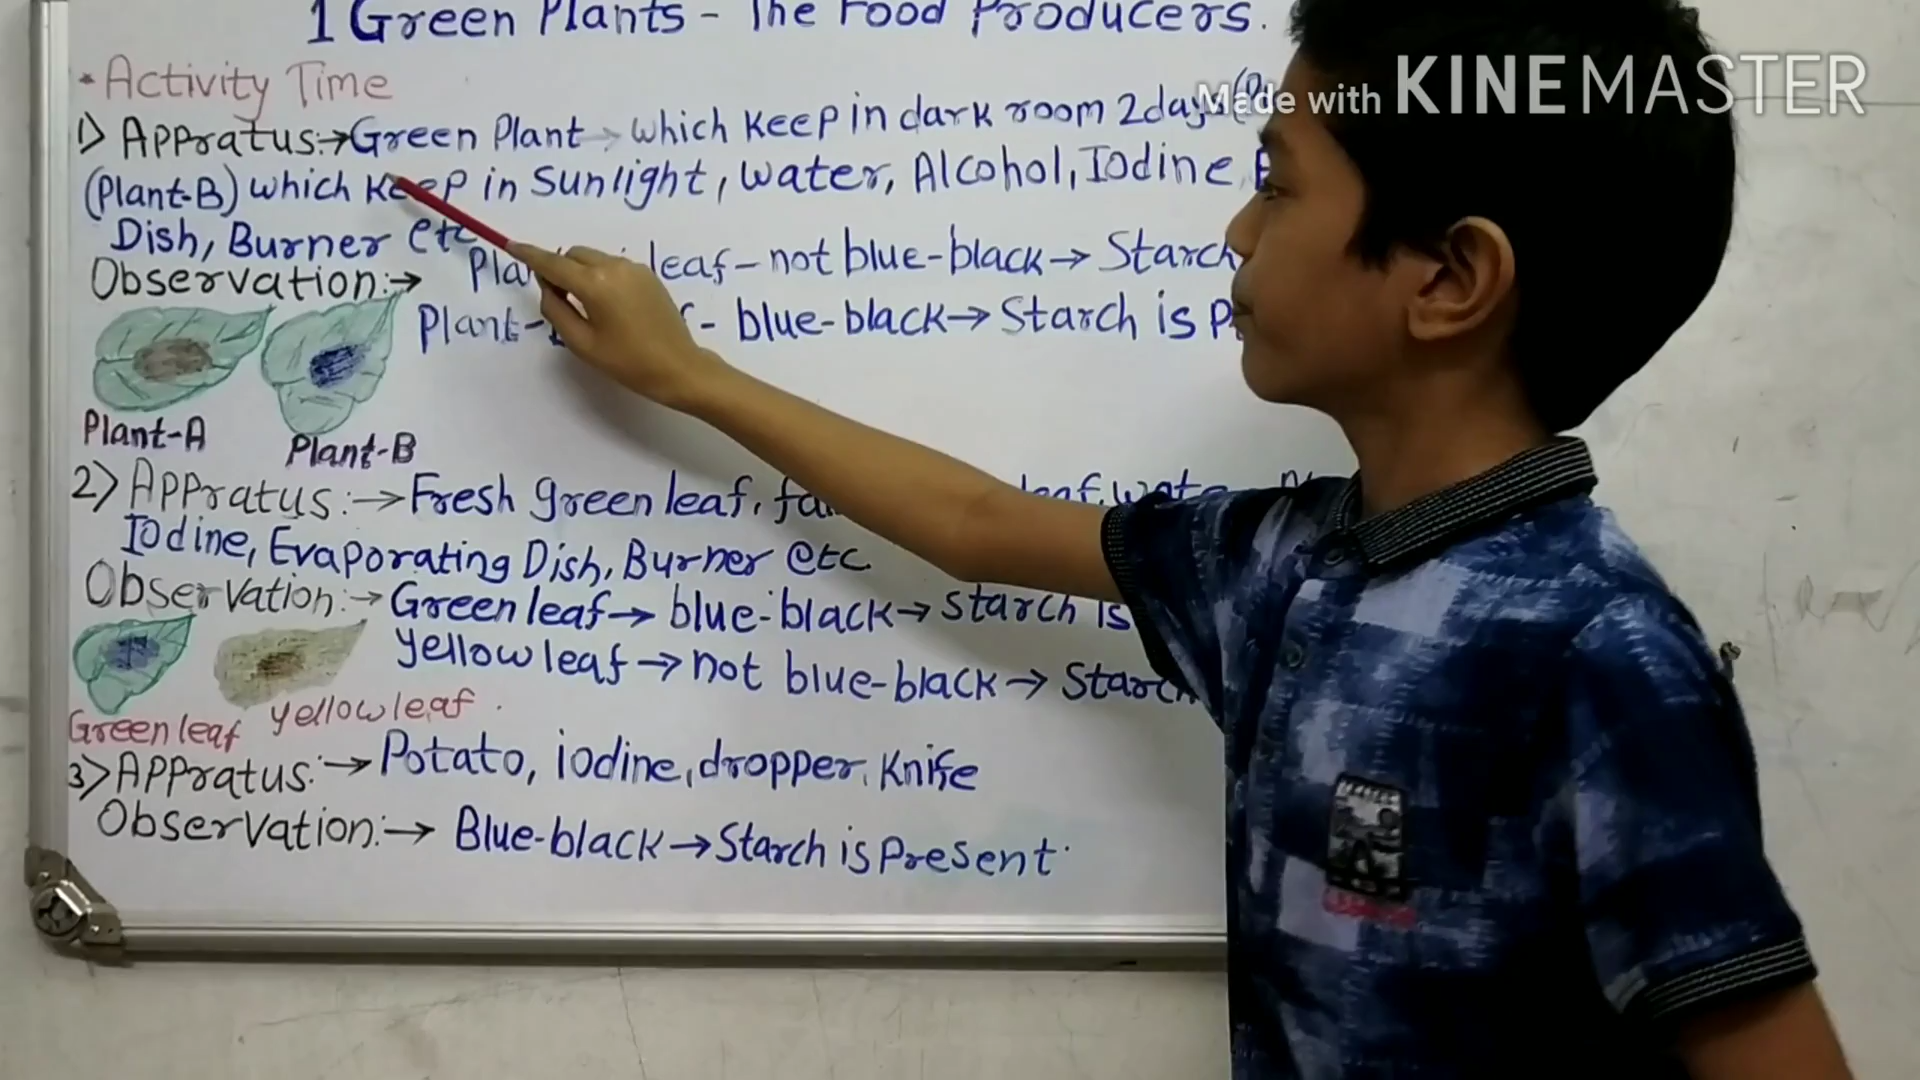 1 Green Plants - The Food Producers.
* Activity Time
Made with KINEMASTER
1) Appratus:→Green Plant → which keep in dark room 2days
(Plant-B) which keep in sunlight, water, Alcohol, Iodine,
Dish, Burner etc
Observation:→ leaf-not blue-black→ Starch
Plant- - blue-black→ Starch is
Plant-A
Plant-B
2) Appratus:→ Fresh green leaf, leaf, water
Iodine, Evaporating Dish, Burner etc
Observation:→ Green leaf→ blue-black→ starch is
yellow leaf→ not blue-black→ Starch
Green leaf yellow leaf.
3) Appratus:→ Potato, iodine, dropper, Knife
Observation:→ Blue-black→Starch is Present.